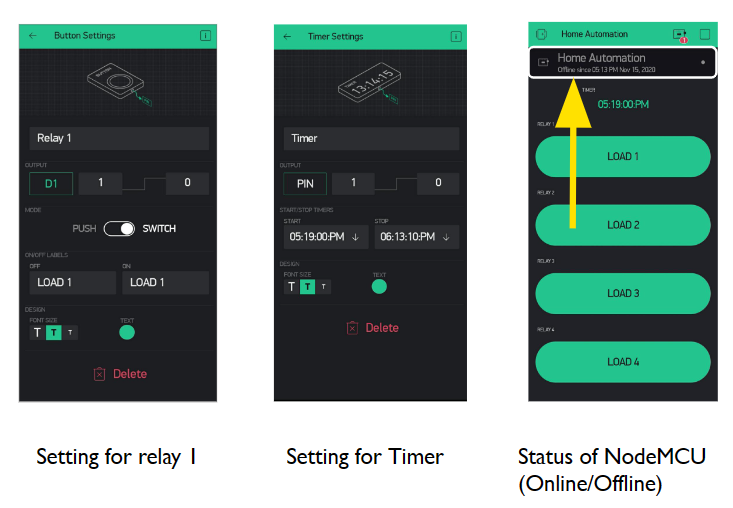 Button Settings
BUTTON
PIN
Relay 1
OUTPUT
D1 1 0
MODE
PUSH SWITCH
ON/OFF LABELS
OFF ON
LOAD 1 LOAD 1
DESIGN
FONT SIZE TEXT
T T T
Delete
Setting for relay 1
Timer Settings
13:14:15
PIN
Timer
OUTPUT
PIN 1 0
START/STOP TIMERS
START STOP
05:19:00:PM 06:13:10:PM
DESIGN
FONT SIZE TEXT
T T T
Delete
Setting for Timer
Home Automation
1
Home Automation
Offline since 05:13 PM Nov 15, 2020
TIMER
05:19:00:PM
RELAY 1
LOAD 1
RELAY 2
LOAD 2
RELAY 3
LOAD 3
RELAY 4
LOAD 4
Status of NodeMCU
(Online/Offline)